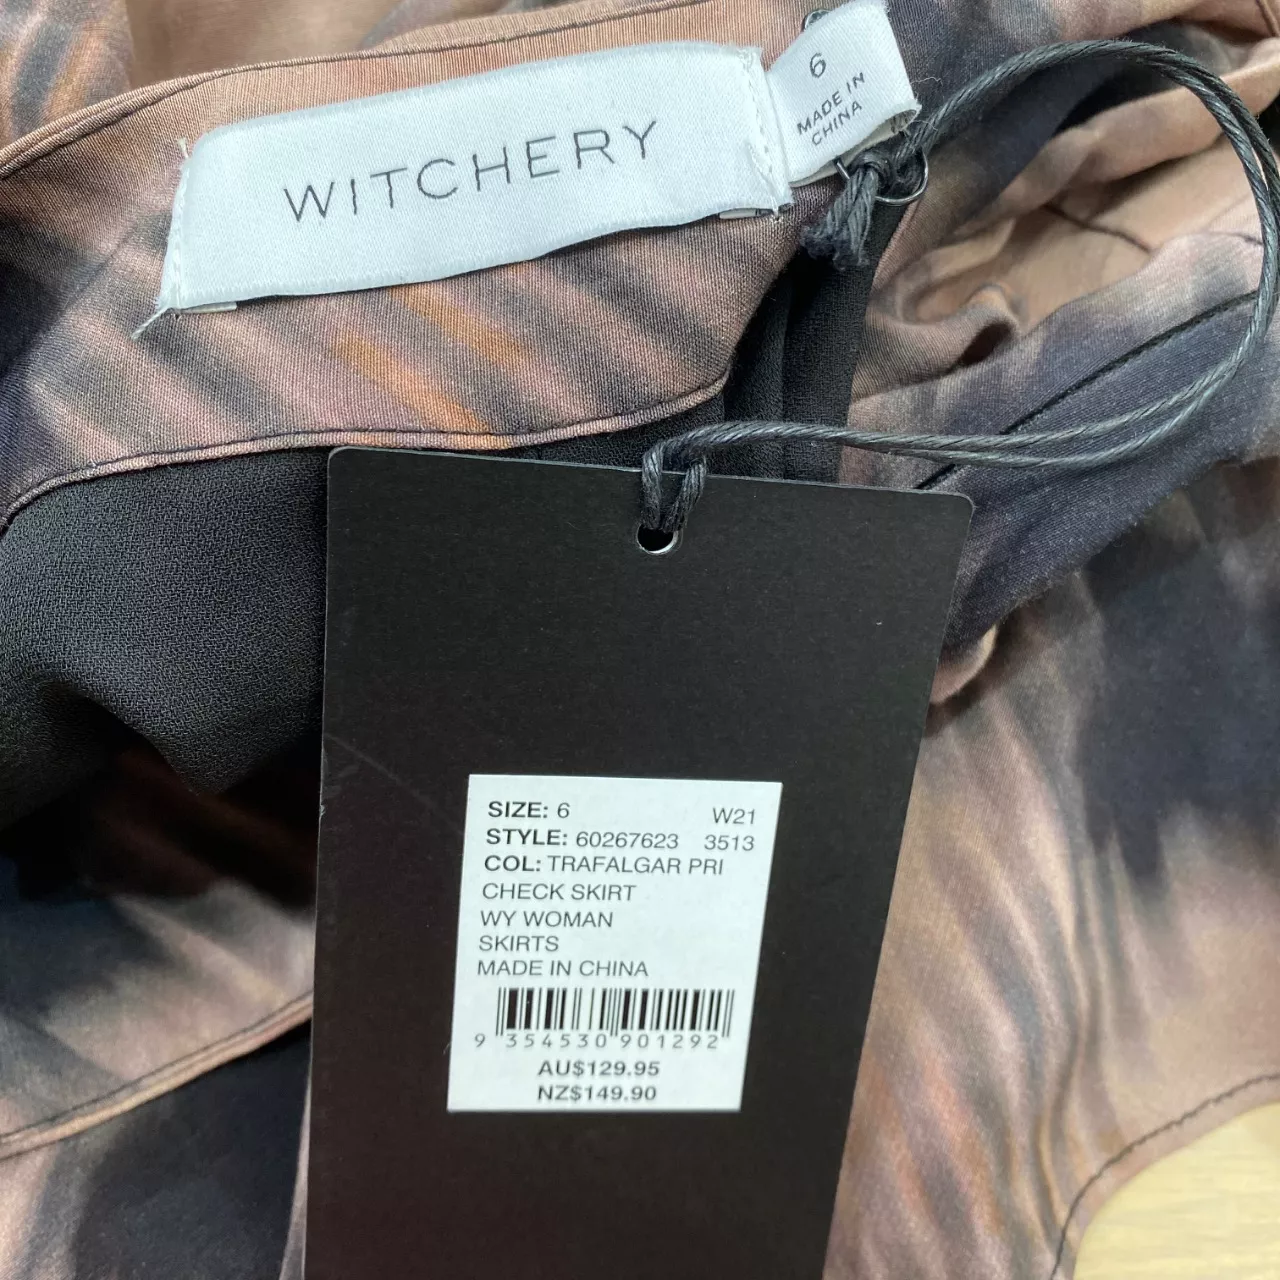 WITCHERY
6
MADE IN
CHINA
SIZE: 6 W21
STYLE: 60267623 3513
COL: TRAFALGAR PRI
CHECK SKIRT
WY WOMAN
SKIRTS
MADE IN CHINA
9 354530 901292
AU$129.95
NZ$149.90